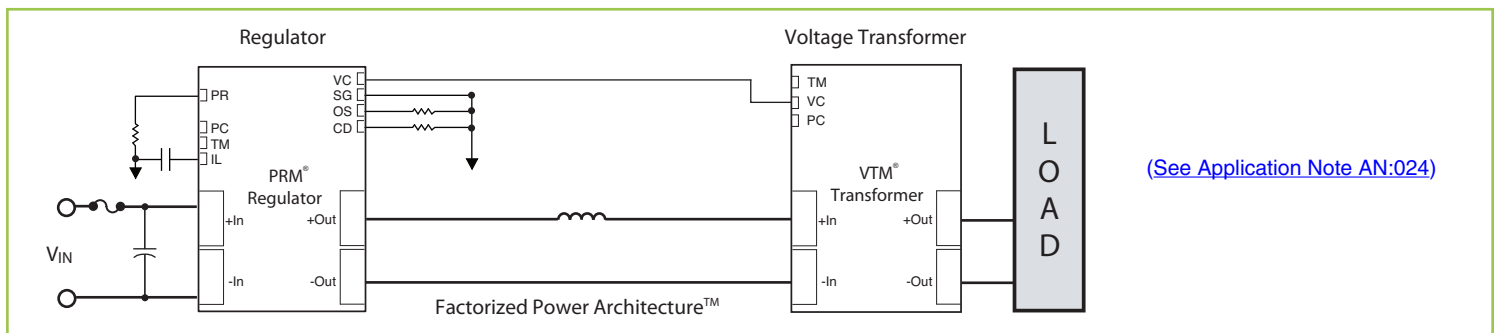 Regulator
Voltage Transformer
PR
PC
TM
IL
VC
SG
OS
CD
PRM®
Regulator
+In
-In
+Out
-Out
VIN
Factorized Power Architecture™
TM
VC
PC
VTM®
Transformer
+In
-In
+Out
-Out
LOAD
(See Application Note AN:024)